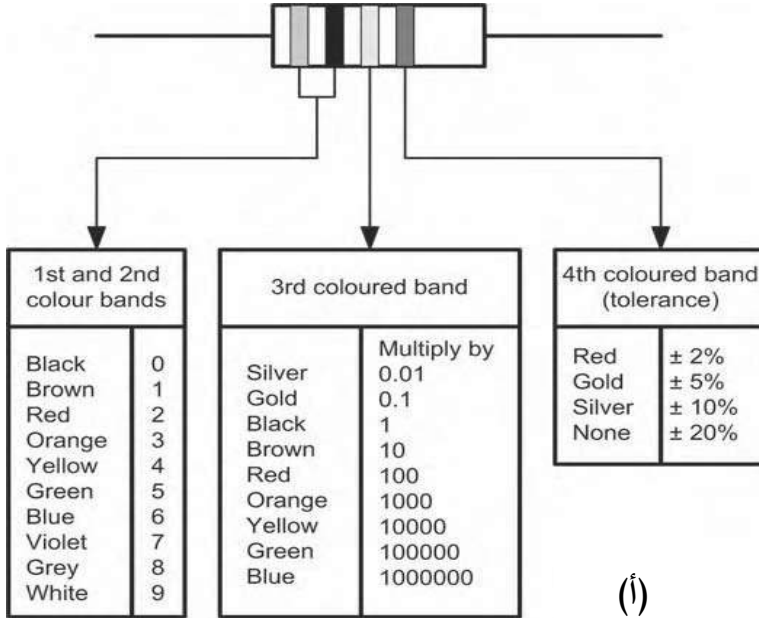 1st and 2nd
colour bands
Black 0
Brown 1
Red 2
Orange 3
Yellow 4
Green 5
Blue 6
Violet 7
Grey 8
White 9
3rd coloured band
Multiply by
Silver 0.01
Gold 0.1
Black 1
Brown 10
Red 100
Orange 1000
Yellow 10000
Green 100000
Blue 1000000
4th coloured band
(tolerance)
Red ± 2%
Gold ± 5%
Silver ± 10%
None ± 20%
(أ)